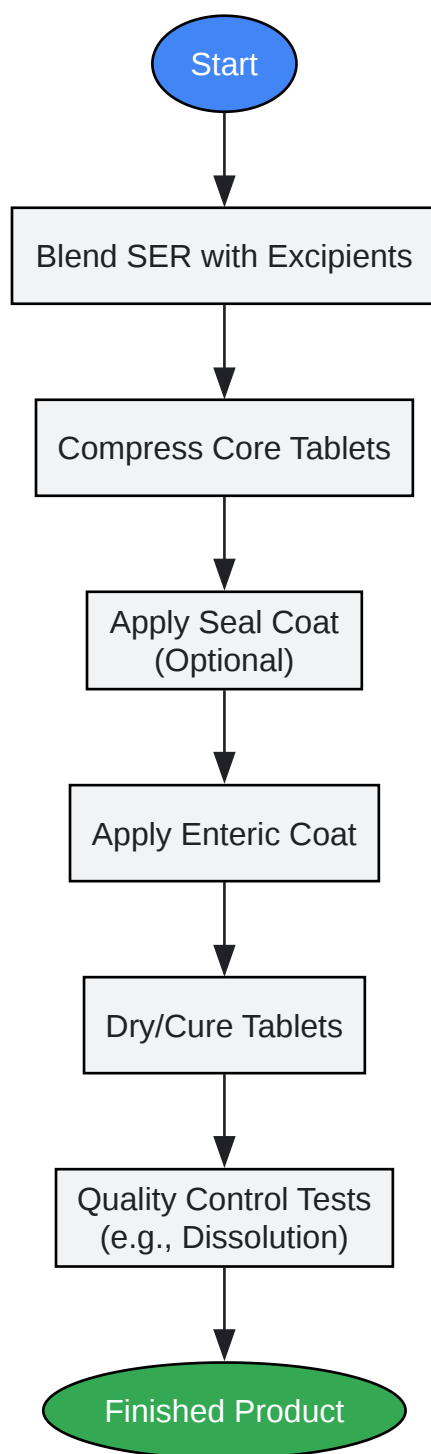 Start
Blend SER with Excipients
Compress Core Tablets
Apply Seal Coat
(Optional)
Apply Enteric Coat
Dry/Cure Tablets
Quality Control Tests
(e.g., Dissolution)
Finished Product